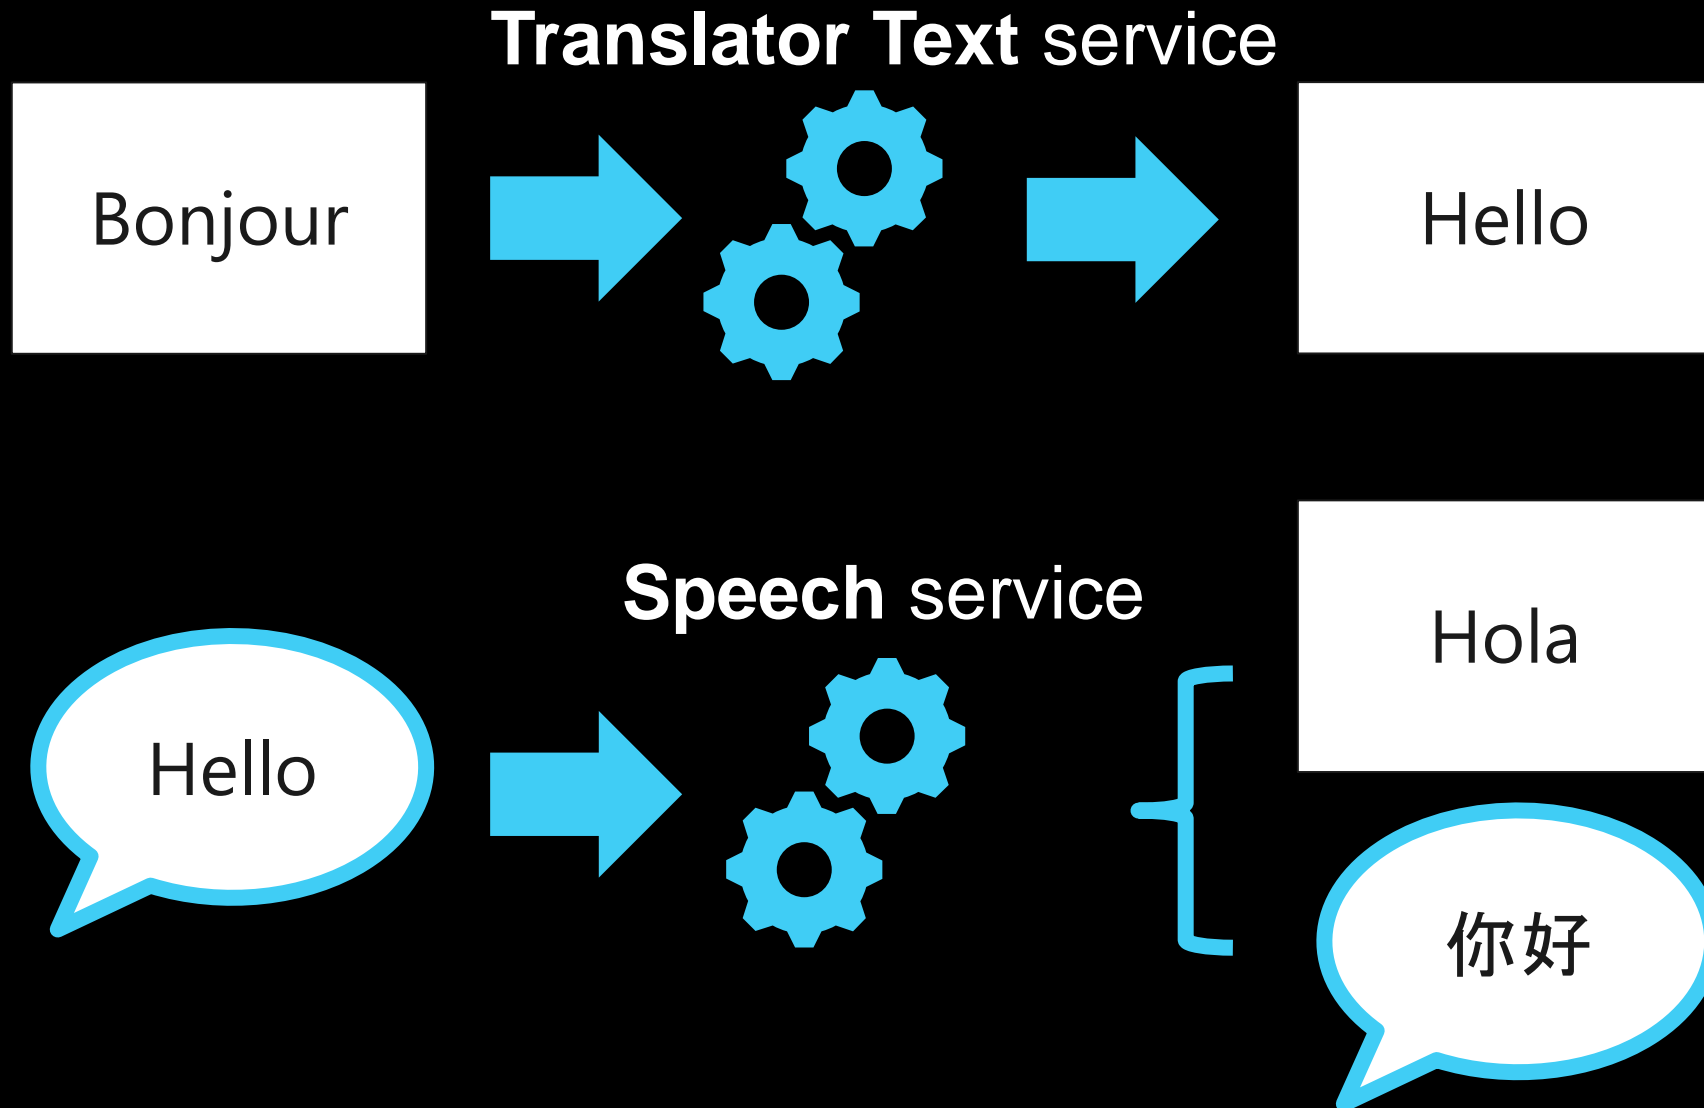 Translator Text service
Bonjour
Hello
Speech service
Hola
Hello
你好